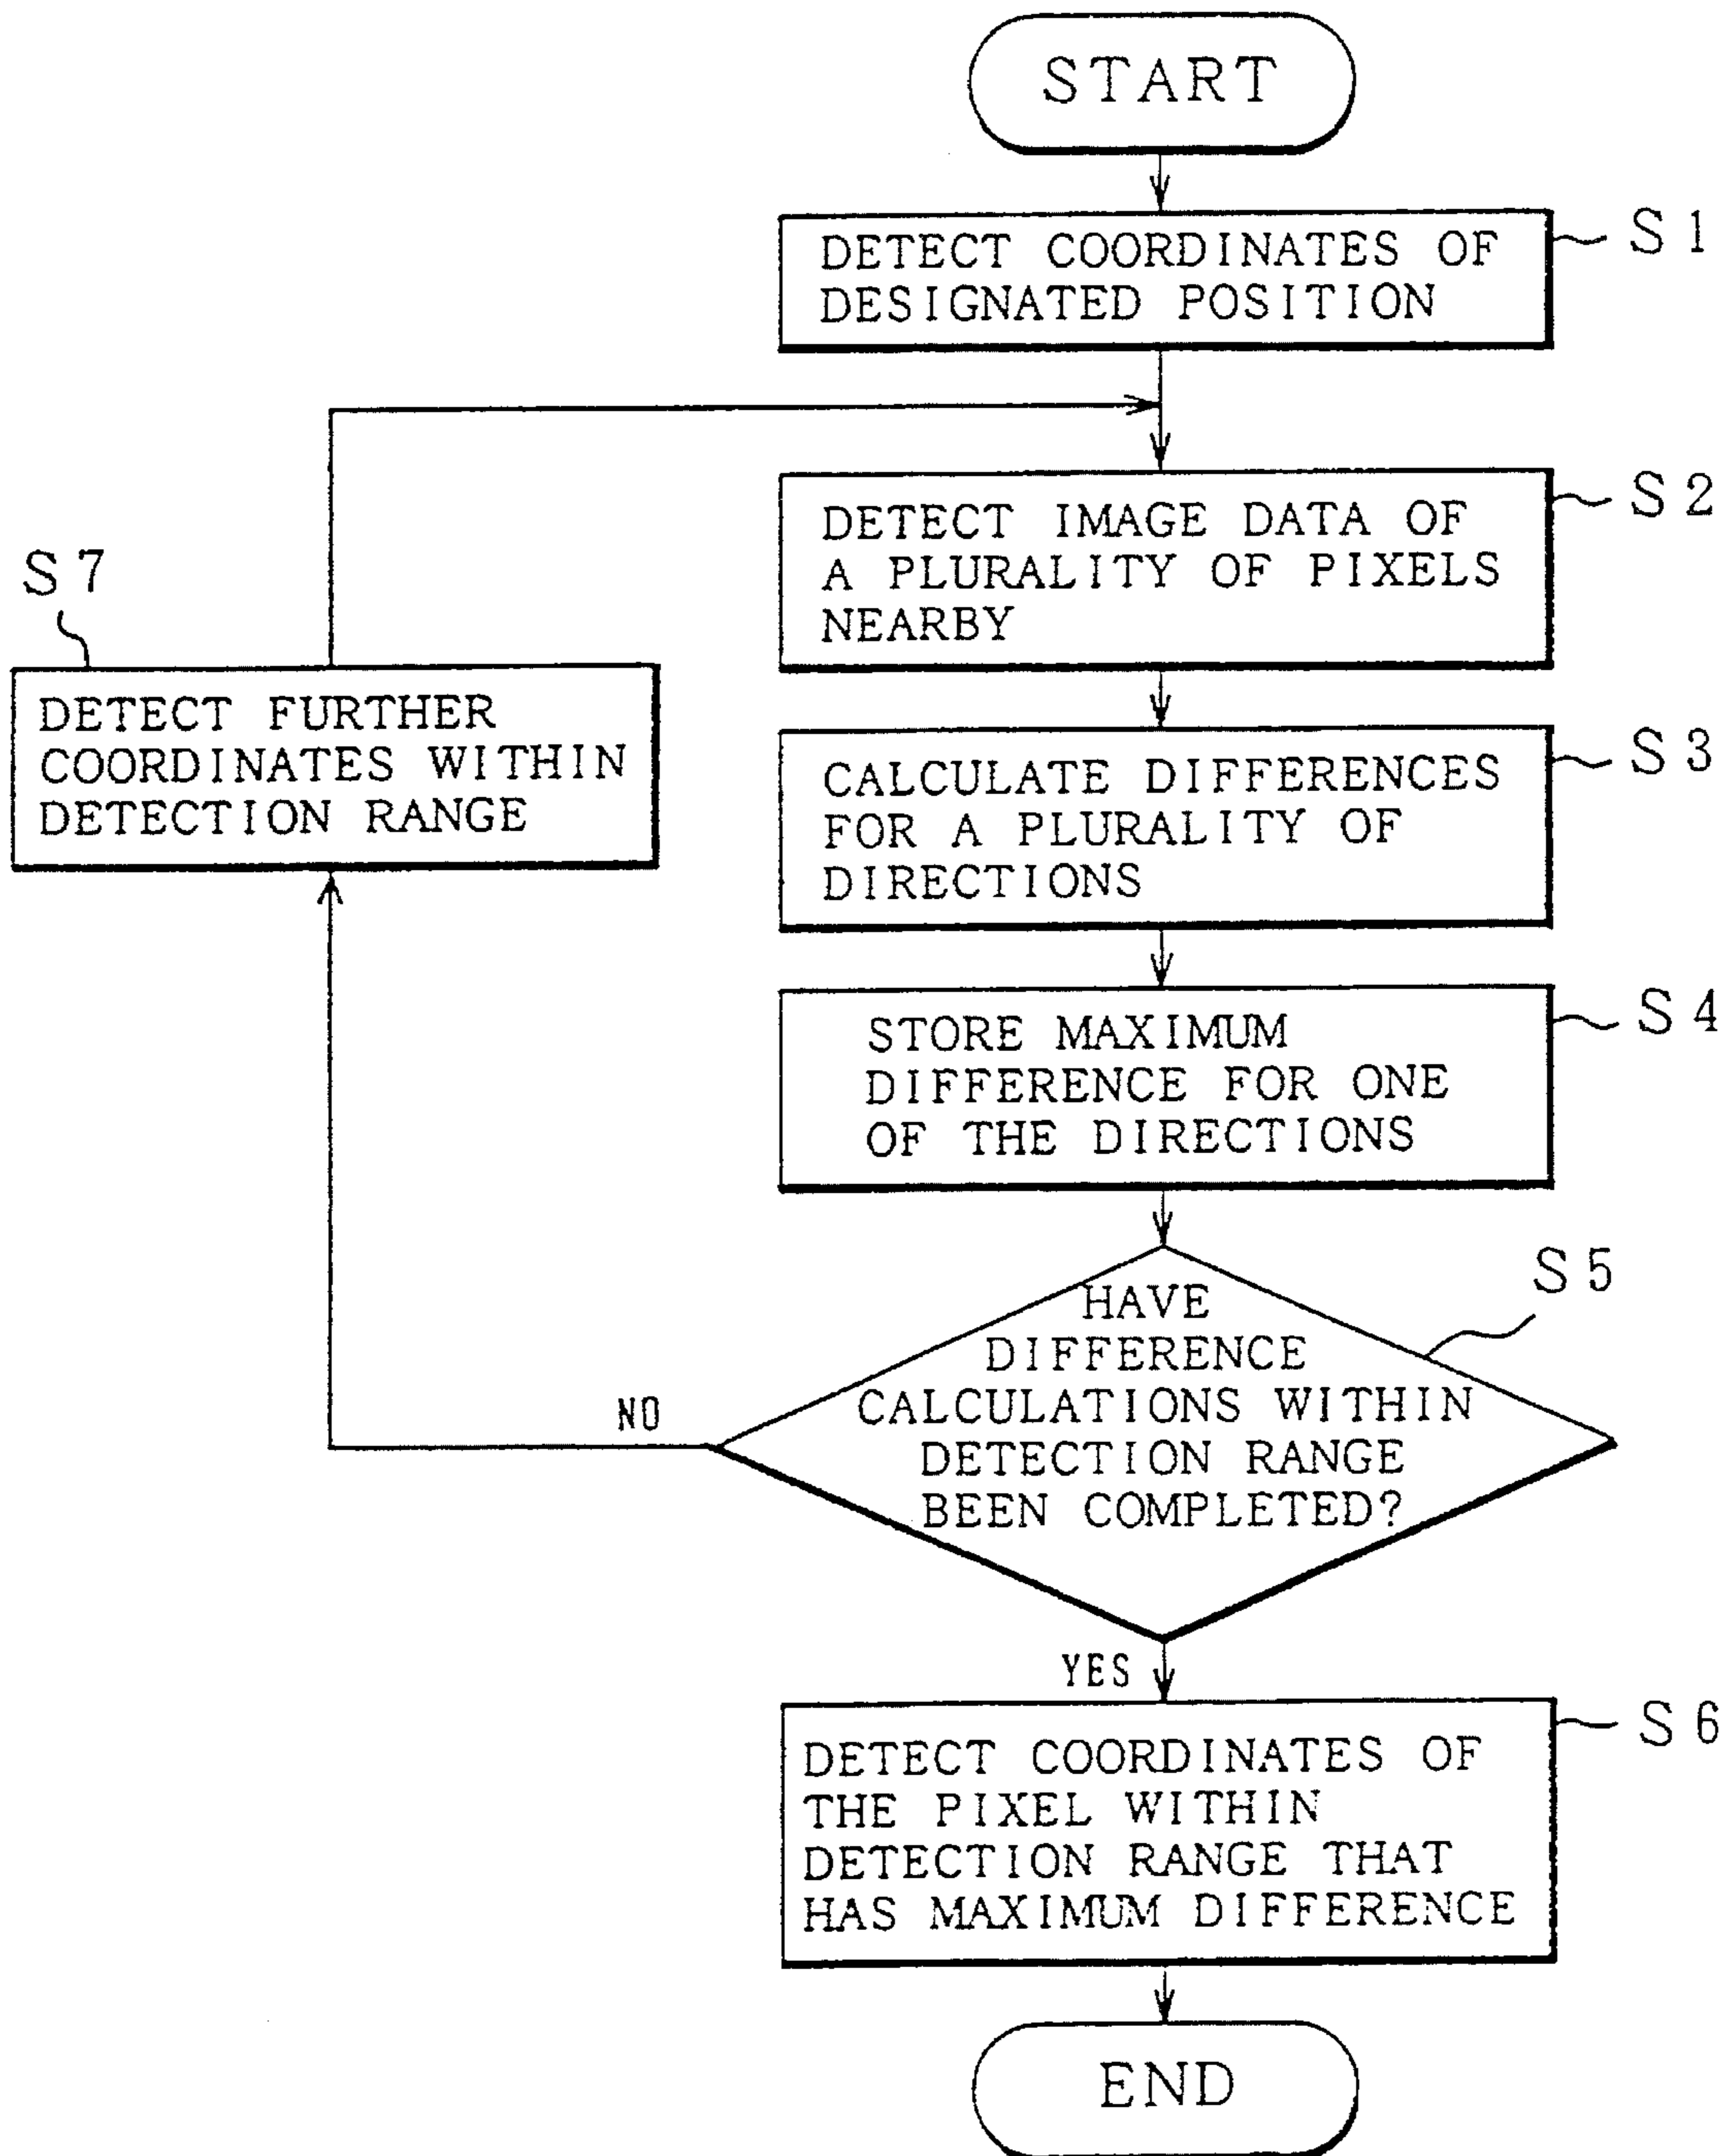 START
DETECT COORDINATES OF
DESIGNATED POSITION
S1
DETECT IMAGE DATA OF
A PLURALITY OF PIXELS
NEARBY
S2
S7
DETECT FURTHER
COORDINATES WITHIN
DETECTION RANGE
CALCULATE DIFFERENCES
FOR A PLURALITY OF
DIRECTIONS
S3
STORE MAXIMUM
DIFFERENCE FOR ONE
OF THE DIRECTIONS
S4
HAVE
DIFFERENCE
CALCULATIONS WITHIN
DETECTION RANGE
BEEN COMPLETED?
S5
NO
YES
DETECT COORDINATES OF
THE PIXEL WITHIN
DETECTION RANGE THAT
HAS MAXIMUM DIFFERENCE
S6
END